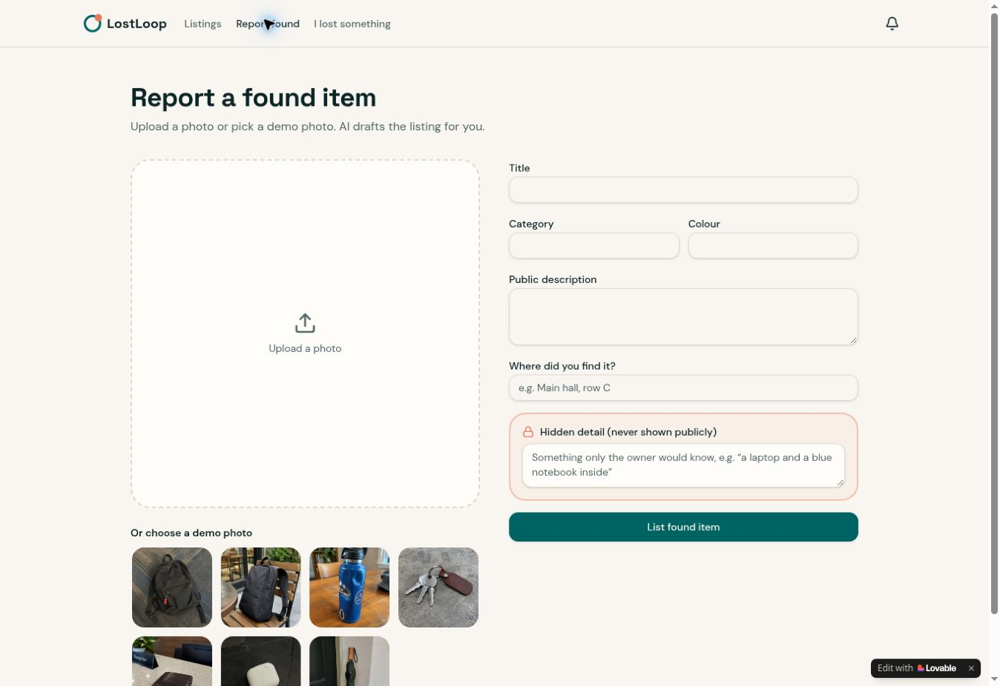 LostLoop
Listings
Report found
I lost something
Report a found item
Upload a photo or pick a demo photo. AI drafts the listing for you.
Upload a photo
Title
Category
Colour
Public description
Where did you find it?
e.g. Main hall, row C
Hidden detail (never shown publicly)
Something only the owner would know, e.g. “a laptop and a blue
notebook inside”
List found item
Or choose a demo photo
Edit with Lovable ×